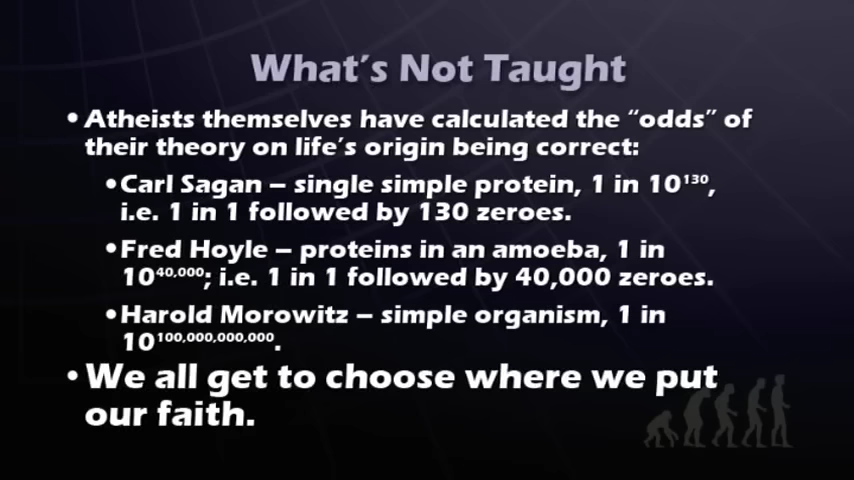 What's Not Taught
• Atheists themselves have calculated the “odds” of
their theory on life's origin being correct:
• Carl Sagan – single simple protein, 1 in 10¹³⁰,
i.e. 1 in 1 followed by 130 zeroes.
• Fred Hoyle – proteins in an amoeba, 1 in
10⁴⁰,⁰⁰⁰; i.e. 1 in 1 followed by 40,000 zeroes.
• Harold Morowitz – simple organism, 1 in
10¹⁰⁰,⁰⁰⁰,⁰⁰⁰,⁰⁰⁰.
• We all get to choose where we put
our faith.